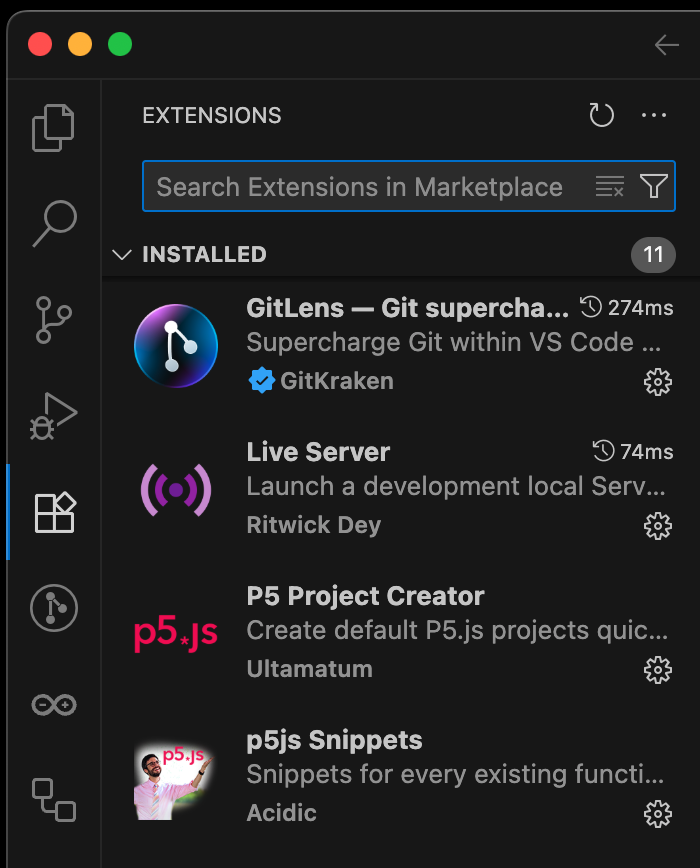 EXTENSIONS
Search Extensions in Marketplace
INSTALLED 11
GitLens — Git supercha... 274ms
Supercharge Git within VS Code ...
GitKraken
Live Server 74ms
Launch a development local Serv...
Ritwick Dey
P5 Project Creator
p5*js Create default P5.js projects quic...
Ultamatum
p5js Snippets
p5.js Snippets for every existing functi...
Acidic